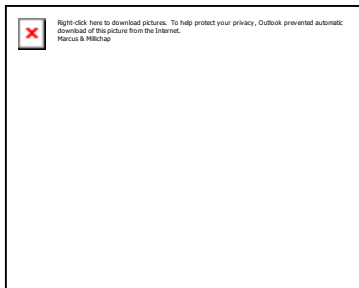 Right-click here to download pictures. To help protect your privacy, Outlook prevented automatic
download of this picture from the Internet.
Marcus & Millichap